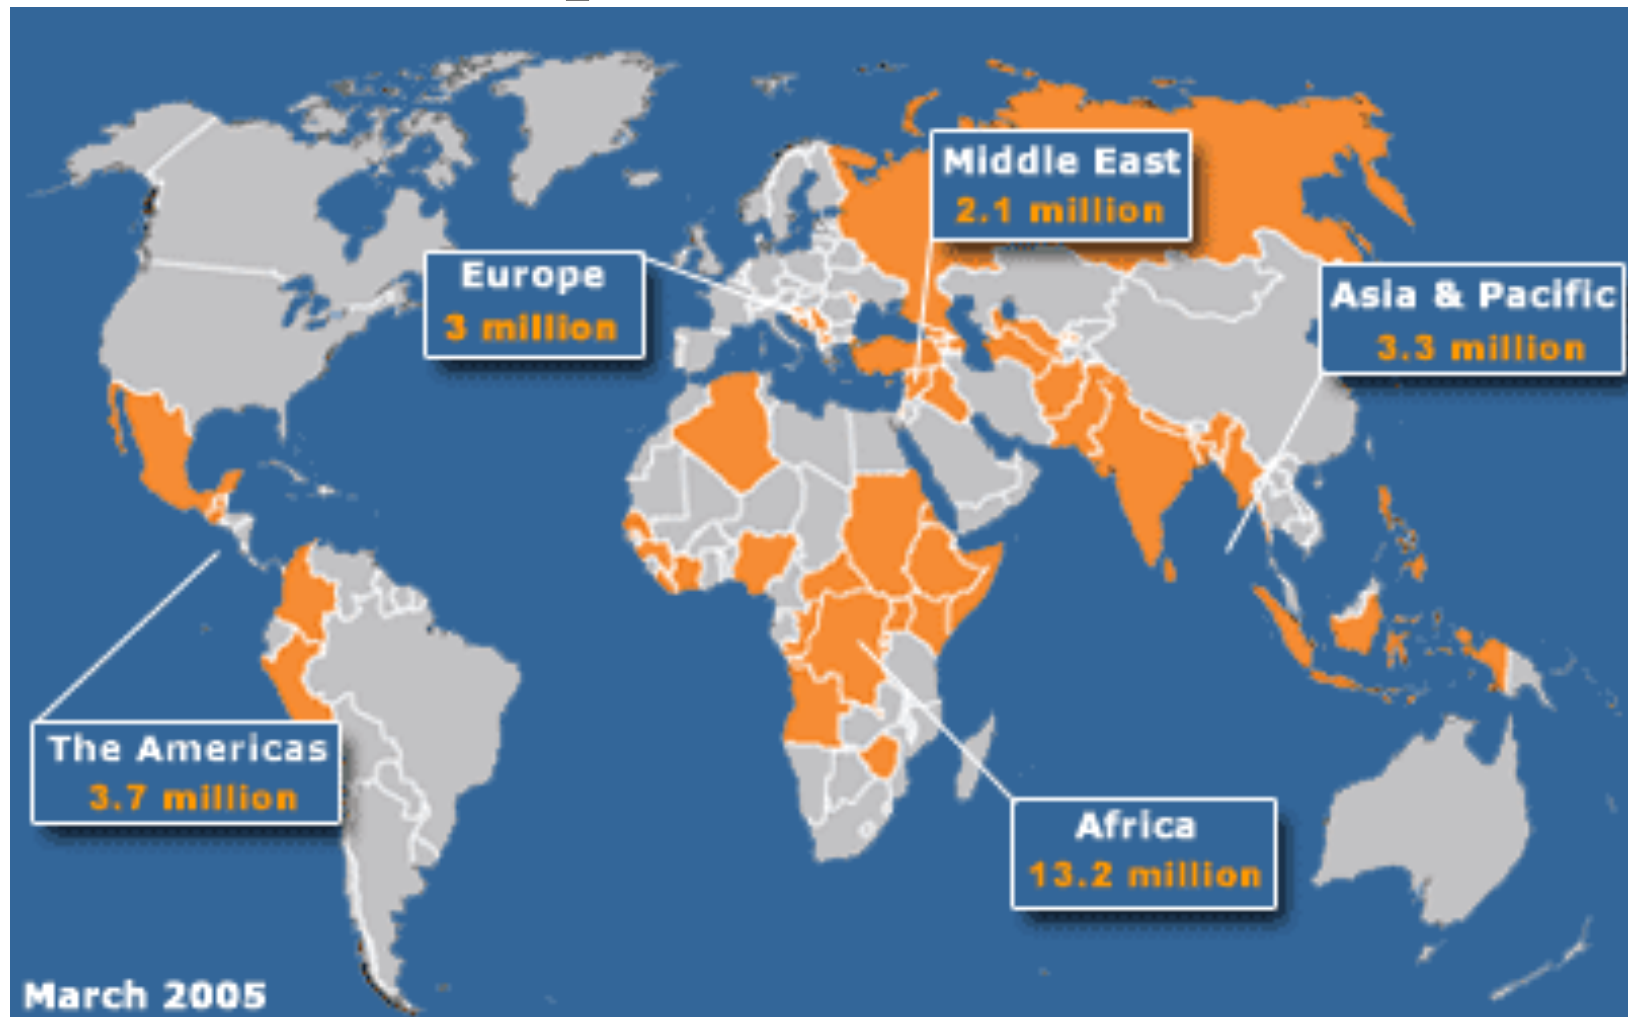 Middle East
2.1 million
Europe
3 million
Asia & Pacific
3.3 million
The Americas
3.7 million
Africa
13.2 million
March 2005